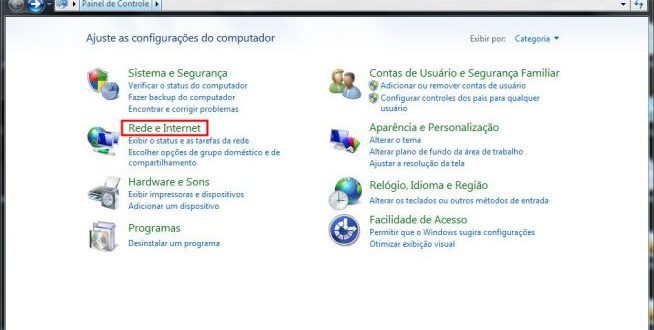 Painel de Controle
Ajuste as configurações do computador
Exibir por: Categoria
Sistema e Segurança
Verificar o status do computador
Fazer backup do computador
Encontrar e corrigir problemas
Rede e Internet
Exibir o status e as tarefas da rede
Escolher opções de grupo doméstico e de
compartilhamento
Hardware e Sons
Exibir impressoras e dispositivos
Adicionar um dispositivo
Programas
Desinstalar um programa
Contas de Usuário e Segurança Familiar
Adicionar ou remover contas de usuário
Configurar controles dos pais para qualquer
usuário
Aparência e Personalização
Alterar o tema
Alterar plano de fundo da área de trabalho
Ajustar a resolução da tela
Relógio, Idioma e Região
Alterar os teclados ou outros métodos de entrada
Facilidade de Acesso
Permitir que o Windows sugira configurações
Otimizar exibição visual